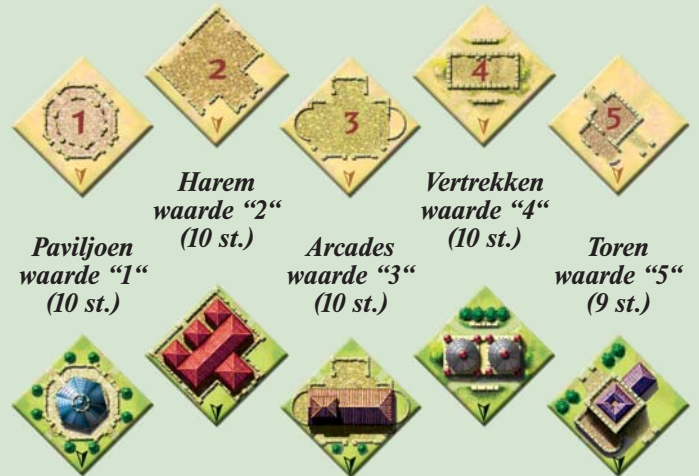 1
2
3
4
5
Harem
waarde “2“
(10 st.)
Vertrekken
waarde “4“
(10 st.)
Paviljoen
waarde “1“
(10 st.)
Arcades
waarde “3“
(10 st.)
Toren
waarde “5“
(9 st.)